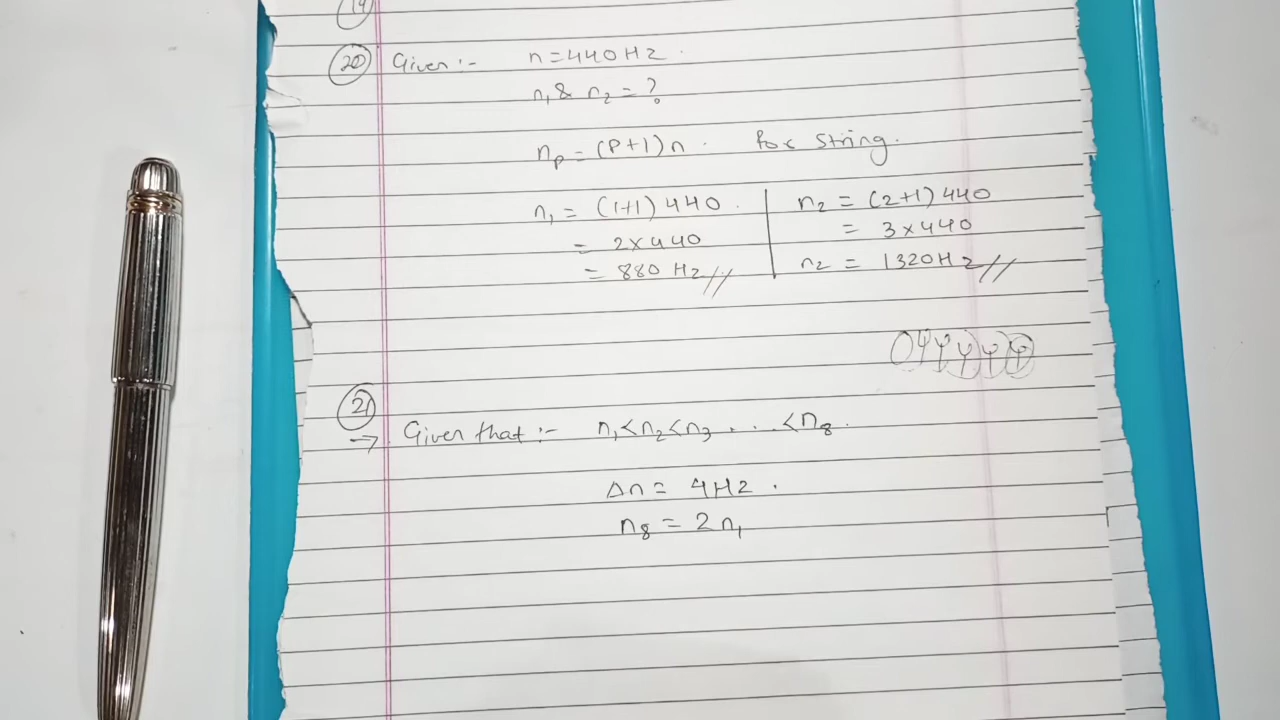 19
20 Given :- n = 440 Hz.
n₁ & n₂ = ?
nₚ = (P+1) n. for string.
n₁ = (1+1) 440.
= 2 × 440
= 880 Hz //
n₂ = (2+1) 440
= 3 × 440
n₂ = 1320 Hz //
21
→ Given that :- n₁ < n₂ < n₃ . . . . < n₈.
Δn = 4 Hz .
n₈ = 2 n₁